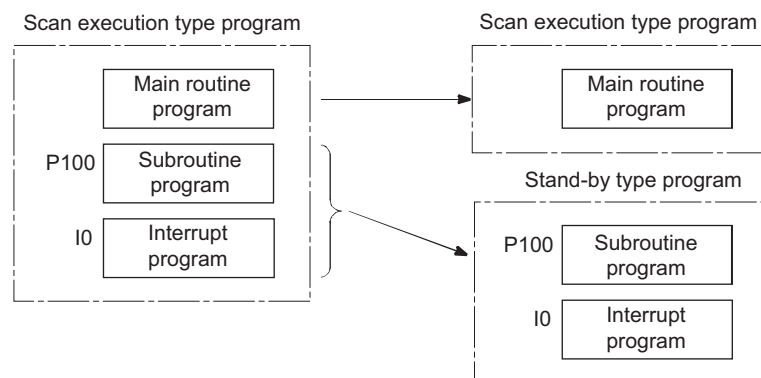 Scan execution type program
Main routine
program
P100
Subroutine
program
I0
Interrupt
program
Scan execution type program
Main routine
program
Stand-by type program
P100
Subroutine
program
I0
Interrupt
program